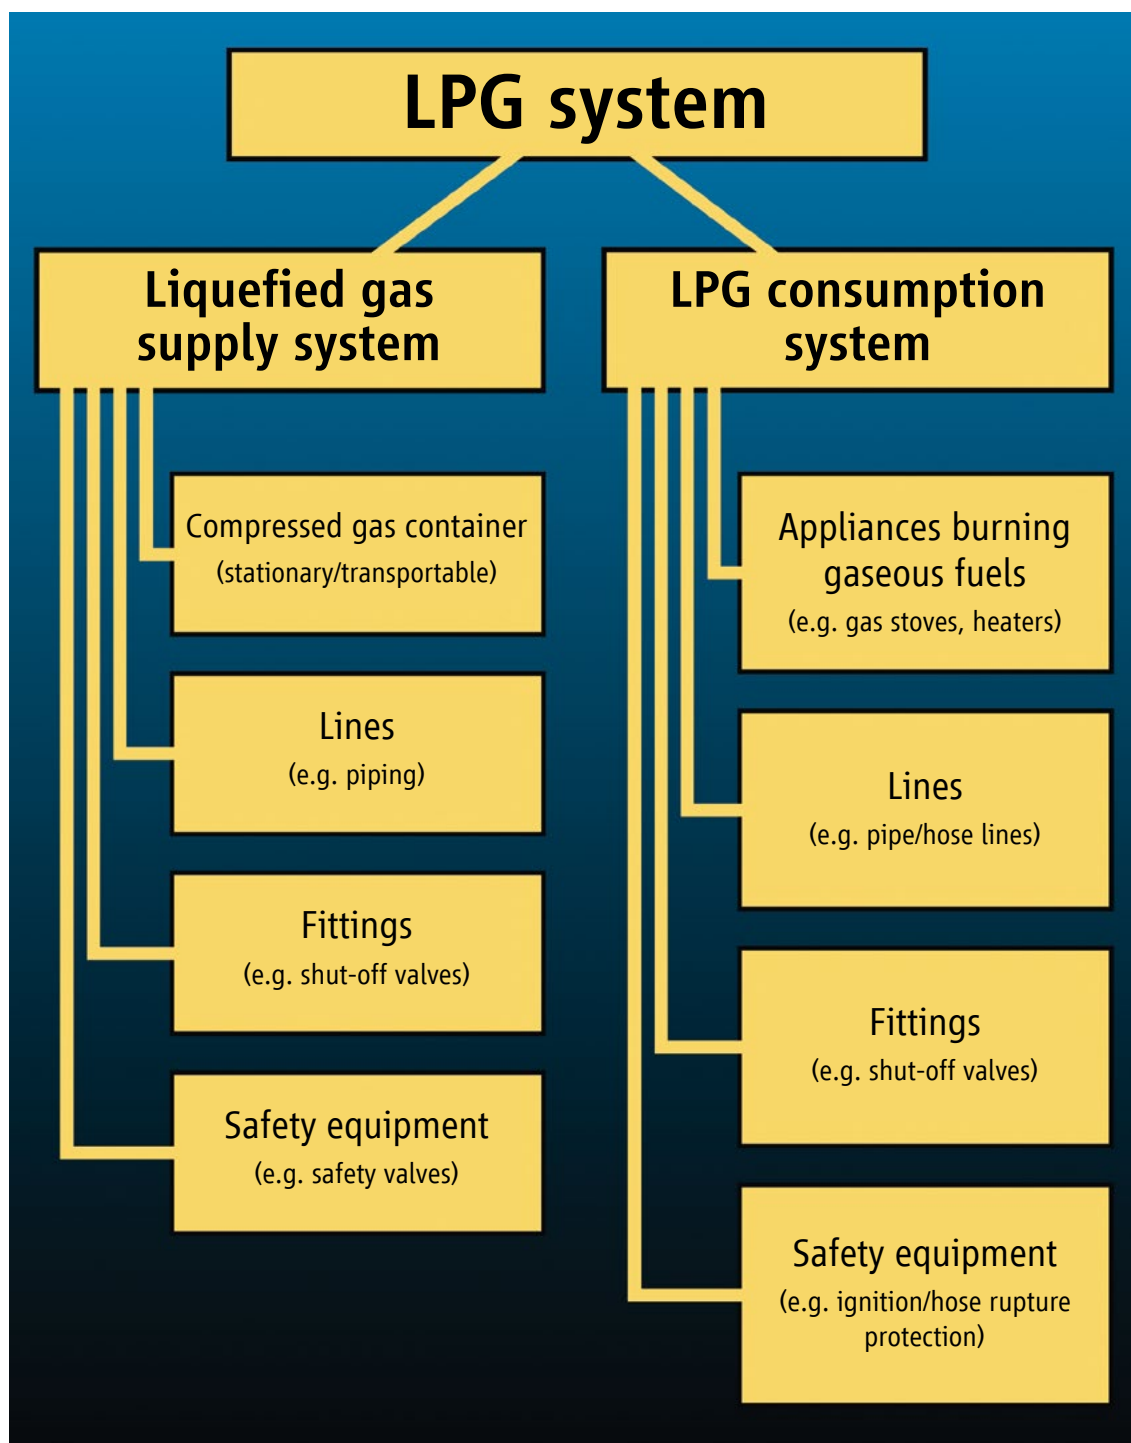 LPG system
Liquefied gas
supply system
Compressed gas container
(stationary/transportable)
Lines
(e.g. piping)
Fittings
(e.g. shut-off valves)
Safety equipment
(e.g. safety valves)
LPG consumption
system
Appliances burning
gaseous fuels
(e.g. gas stoves, heaters)
Lines
(e.g. pipe/hose lines)
Fittings
(e.g. shut-off valves)
Safety equipment
(e.g. ignition/hose rupture
protection)